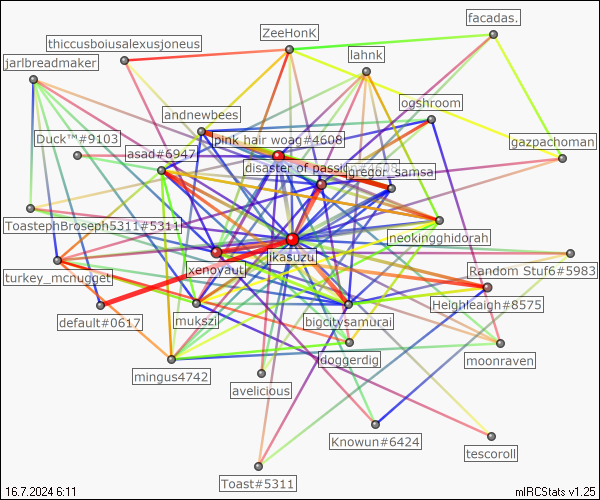 facadas.
ZeeHonK
thiccusboiusalexusjoneus
lahnk
jarlbreadmaker
ogshroom
andnewbees
Duck™#9103
pink hair woag#4608
gazpachoman
asad#6947
disaster of passion
gregor_samsa
ToastephBroseph5311#5311
neokingghidorah
jkasuzu
xenoyaut
Random Stuf6#5983
turkey_mcnugget
Heighleaigh#8575
default#0617
mukszi
bigcitysamurai
doggerdig
moonraven
mingus4742
avelicious
Knowun#6424
tescoroll
Toast#5311
16.7.2024 6:11
mIRCStats v1.25